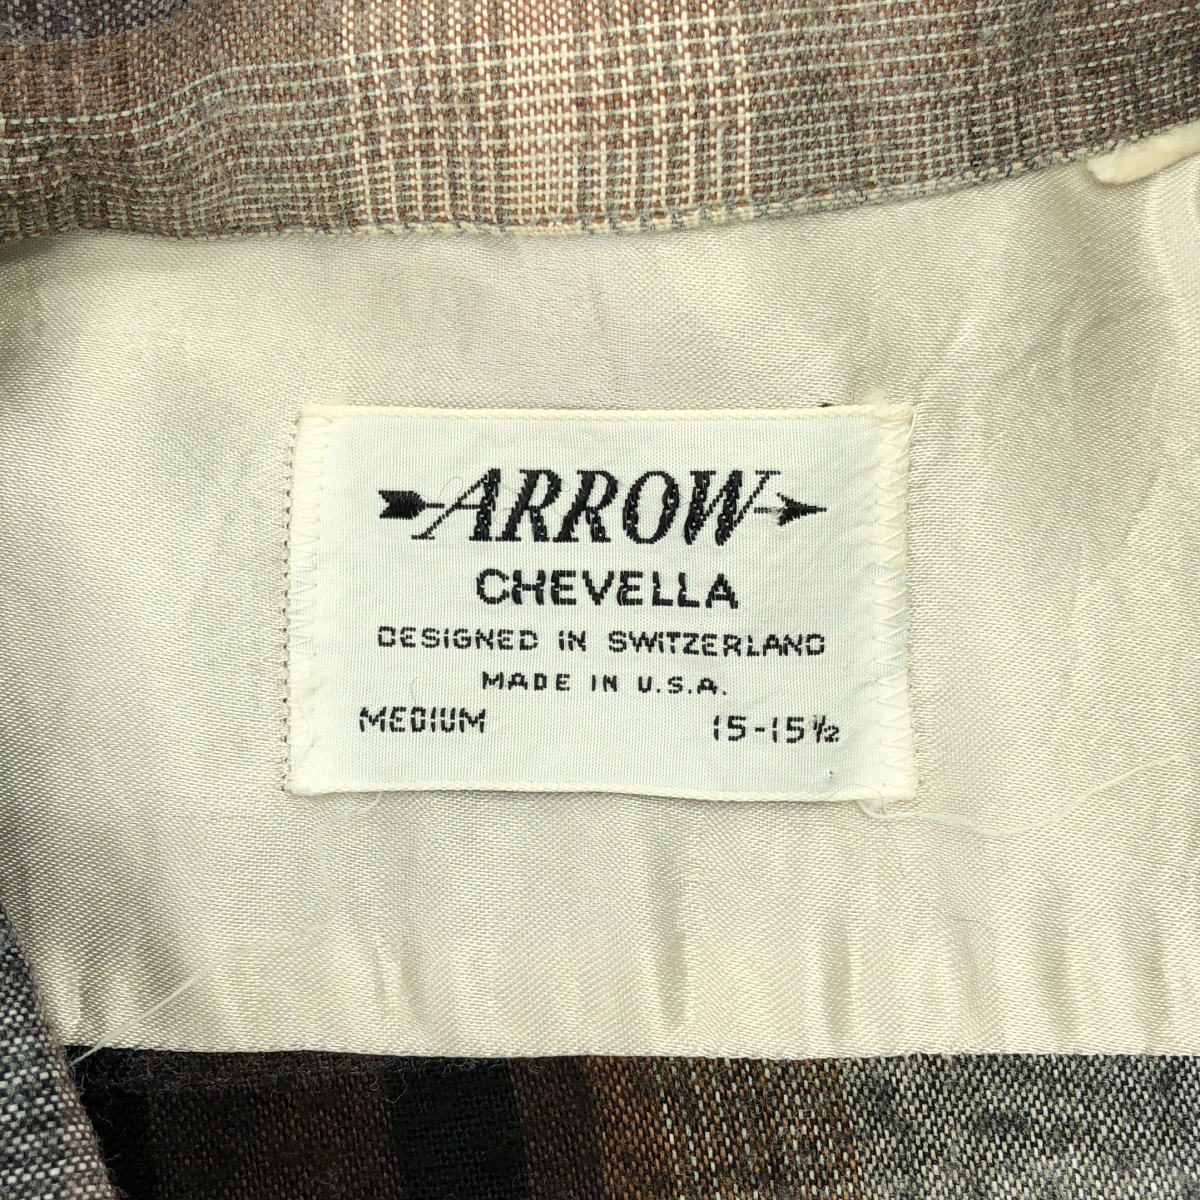 ARROW
CHEVELLA
DESIGNED IN SWITZERLAND
MADE IN U.S.A.
MEDIUM 15-15½